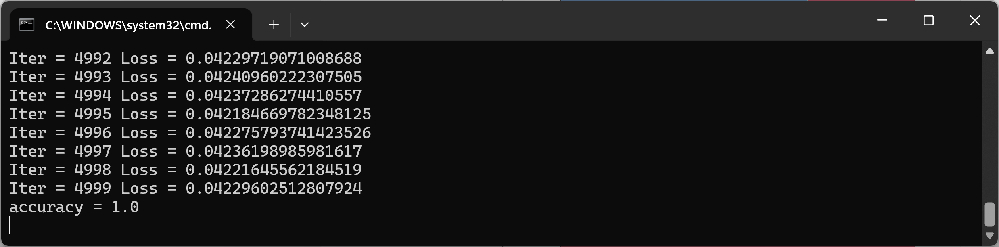 C:\WINDOWS\system32\cmd.
Iter = 4992 Loss = 0.04229719071008688
Iter = 4993 Loss = 0.04240960222307505
Iter = 4994 Loss = 0.04237286274410557
Iter = 4995 Loss = 0.042184669782348125
Iter = 4996 Loss = 0.042275793741423526
Iter = 4997 Loss = 0.04236198985981617
Iter = 4998 Loss = 0.04221645562184519
Iter = 4999 Loss = 0.04229602512807924
accuracy = 1.0